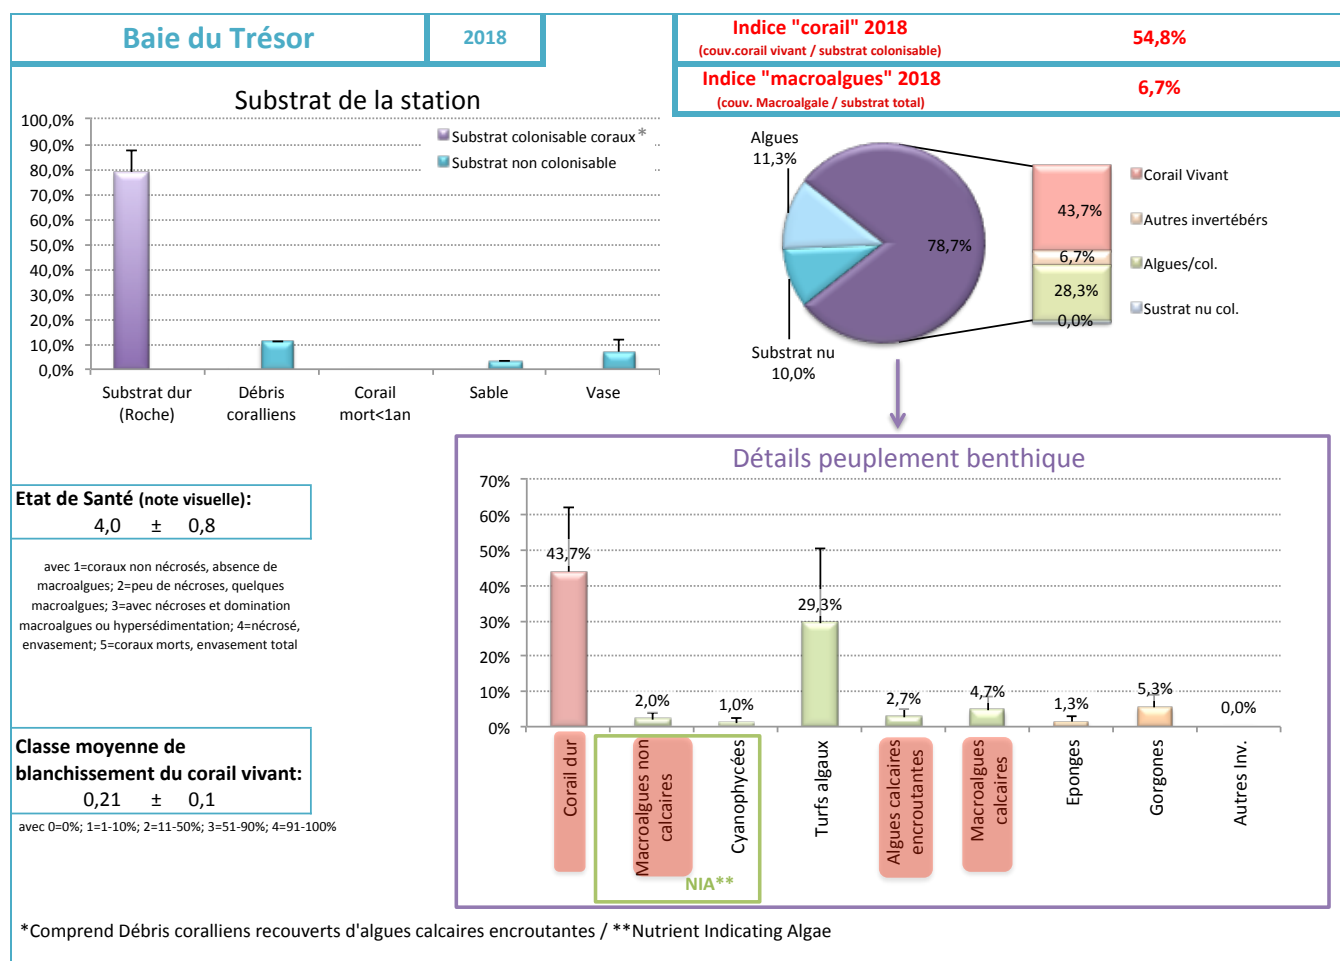 Baie du Trésor
2018
Indice "corail" 2018
(couv.corail vivant / substrat colonisable)
54,8%
Indice "macroalgues" 2018
(couv. Macroalgale / substrat total)
6,7%
Substrat de la station
100,0%
90,0%
80,0%
70,0%
60,0%
50,0%
40,0%
30,0%
20,0%
10,0%
0,0%
Substrat colonisable coraux*
Substrat non colonisable
Substrat dur
(Roche)
Débris
coralliens
Corail
mort<1an
Sable
Vase
Algues
11,3%
78,7%
Substrat nu
10,0%
43,7%
6,7%
28,3%
0,0%
Corail Vivant
Autres invertébérs
Algues/col.
Sustrat nu col.
Etat de Santé (note visuelle):
4,0 ± 0,8
avec 1=coraux non nécrosés, absence de
macroalgues; 2=peu de nécroses, quelques
macroalgues; 3=avec nécroses et domination
macroalgues ou hypersédimentation; 4=nécrosé,
envasement; 5=coraux morts, envasement total
Classe moyenne de
blanchissement du corail vivant:
0,21 ± 0,1
avec 0=0%; 1=1-10%; 2=11-50%; 3=51-90%; 4=91-100%
Détails peuplement benthique
70%
60%
50%
40%
30%
20%
10%
0%
43,7%
2,0%
1,0%
29,3%
2,7%
4,7%
1,3%
5,3%
0,0%
Corail dur
Macroalgues non
calcaires
Cyanophycées
Turfs algaux
Algues calcaires
encroutantes
Macroalgues
calcaires
Eponges
Gorgones
Autres Inv.
NIA**
*Comprend Débris coralliens recouverts d'algues calcaires encroutantes / **Nutrient Indicating Algae